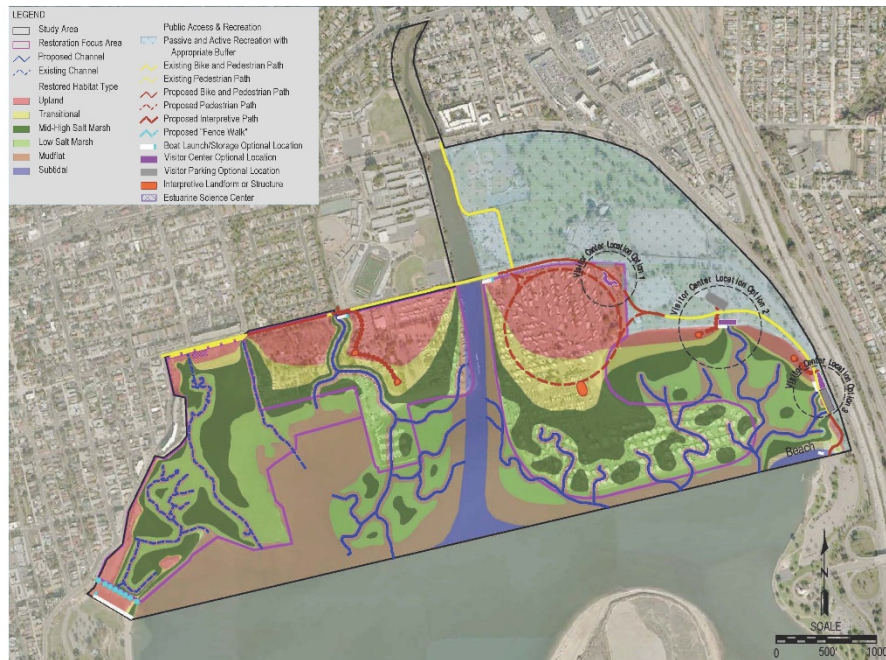 LEGEND
Study Area
Restoration Focus Area
Proposed Channel
Existing Channel
Restored Habitat Type
Upland
Transitional
Mid-High Salt Marsh
Low Salt Marsh
Mudflat
Subtidal
Public Access & Recreation
Passive and Active Recreation with
Appropriate Buffer
Existing Bike and Pedestrian Path
Existing Pedestrian Path
Proposed Bike and Pedestrian Path
Proposed Pedestrian Path
Proposed Interpretive Path
Proposed "Fence Walk"
Boat Launch/Storage Optional Location
Visitor Center Optional Location
Visitor Parking Optional Location
Interpretive Landform or Structure
Estuarine Science Center
Visitor Center Location Option 1
Visitor Center Location Option 2
Visitor Center Location Option 3
Beach
N
SCALE
0 500' 1000